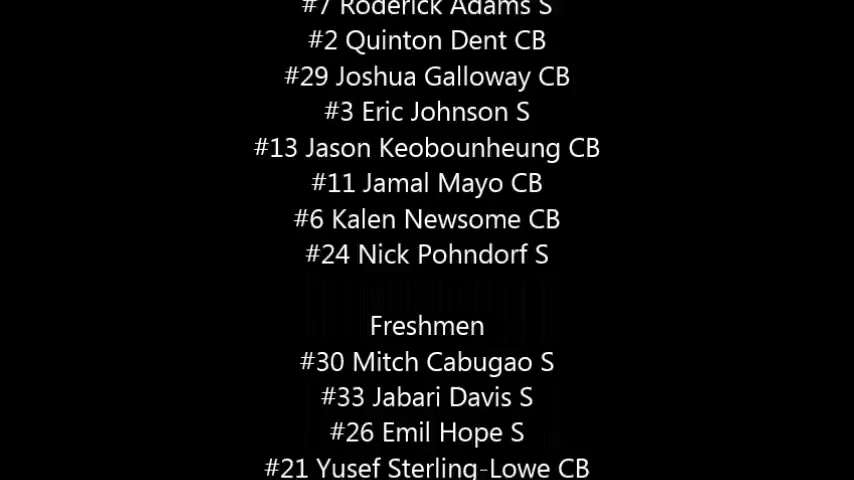 #7 Roderick Adams S
#2 Quinton Dent CB
#29 Joshua Galloway CB
#3 Eric Johnson S
#13 Jason Keobounheung CB
#11 Jamal Mayo CB
#6 Kalen Newsome CB
#24 Nick Pohndorf S
Freshmen
#30 Mitch Cabugao S
#33 Jabari Davis S
#26 Emil Hope S
#21 Yusef Sterling-Lowe CB